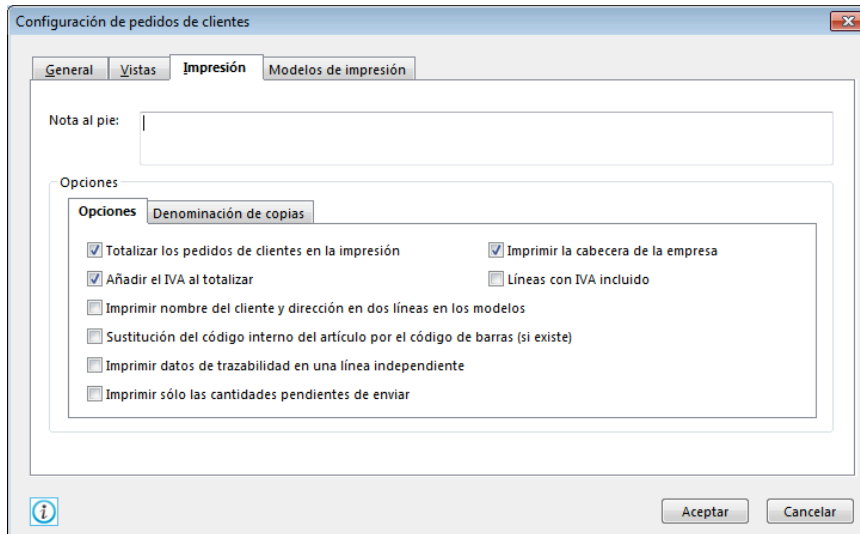 Configuración de pedidos de clientes
General Vistas Impresión Modelos de impresión
Nota al pie:
Opciones
Opciones Denominación de copias
Totalizar los pedidos de clientes en la impresión Imprimir la cabecera de la empresa
Añadir el IVA al totalizar Líneas con IVA incluido
Imprimir nombre del cliente y dirección en dos líneas en los modelos
Sustitución del código interno del artículo por el código de barras (si existe)
Imprimir datos de trazabilidad en una línea independiente
Imprimir sólo las cantidades pendientes de enviar
Aceptar Cancelar